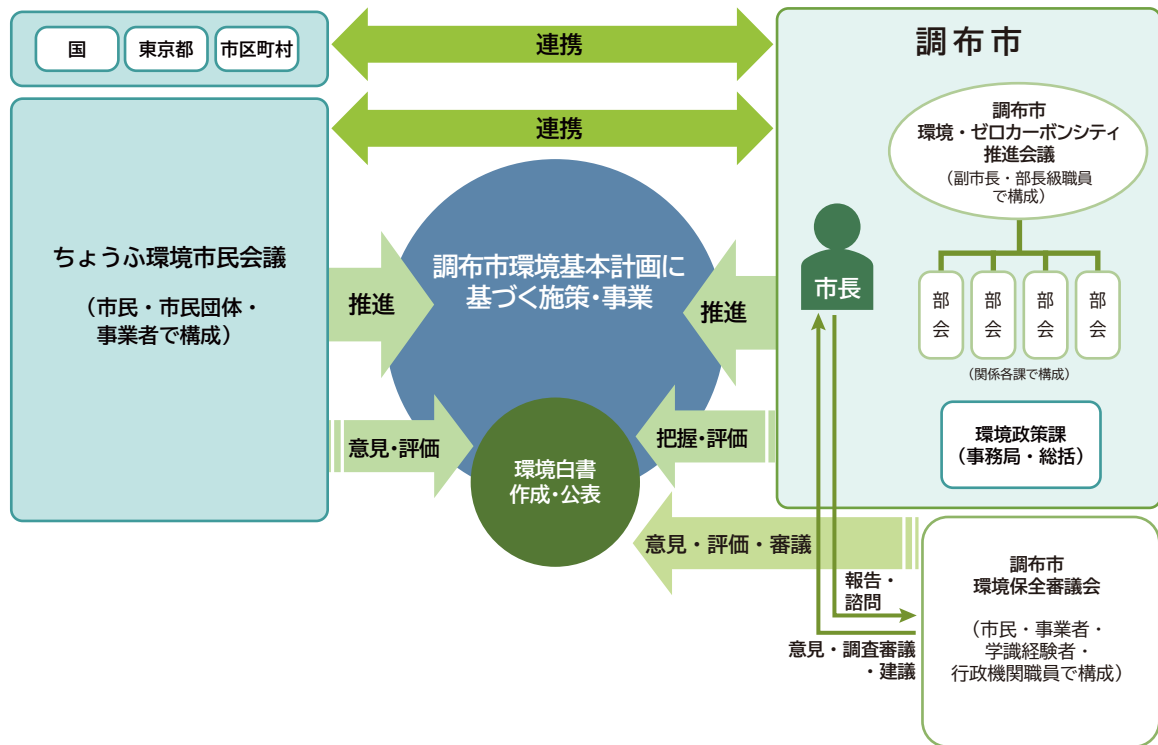 国
東京都
市区町村
連携
調布市
連携
調布市
環境・ゼロカーボンシティ
推進会議
（副市長・部長級職員
で構成）
ちょうふ環境市民会議
（市民・市民団体・
事業者で構成）
推進
調布市環境基本計画に
基づく施策・事業
推進
市長
部会
部会
部会
部会
（関係各課で構成）
環境政策課
（事務局・総括）
意見・評価
環境白書
作成・公表
把握・評価
意見・評価・審議
報告・
諮問
意見・調査審議
・建議
調布市
環境保全審議会
（市民・事業者・
学識経験者・
行政機関職員で構成）